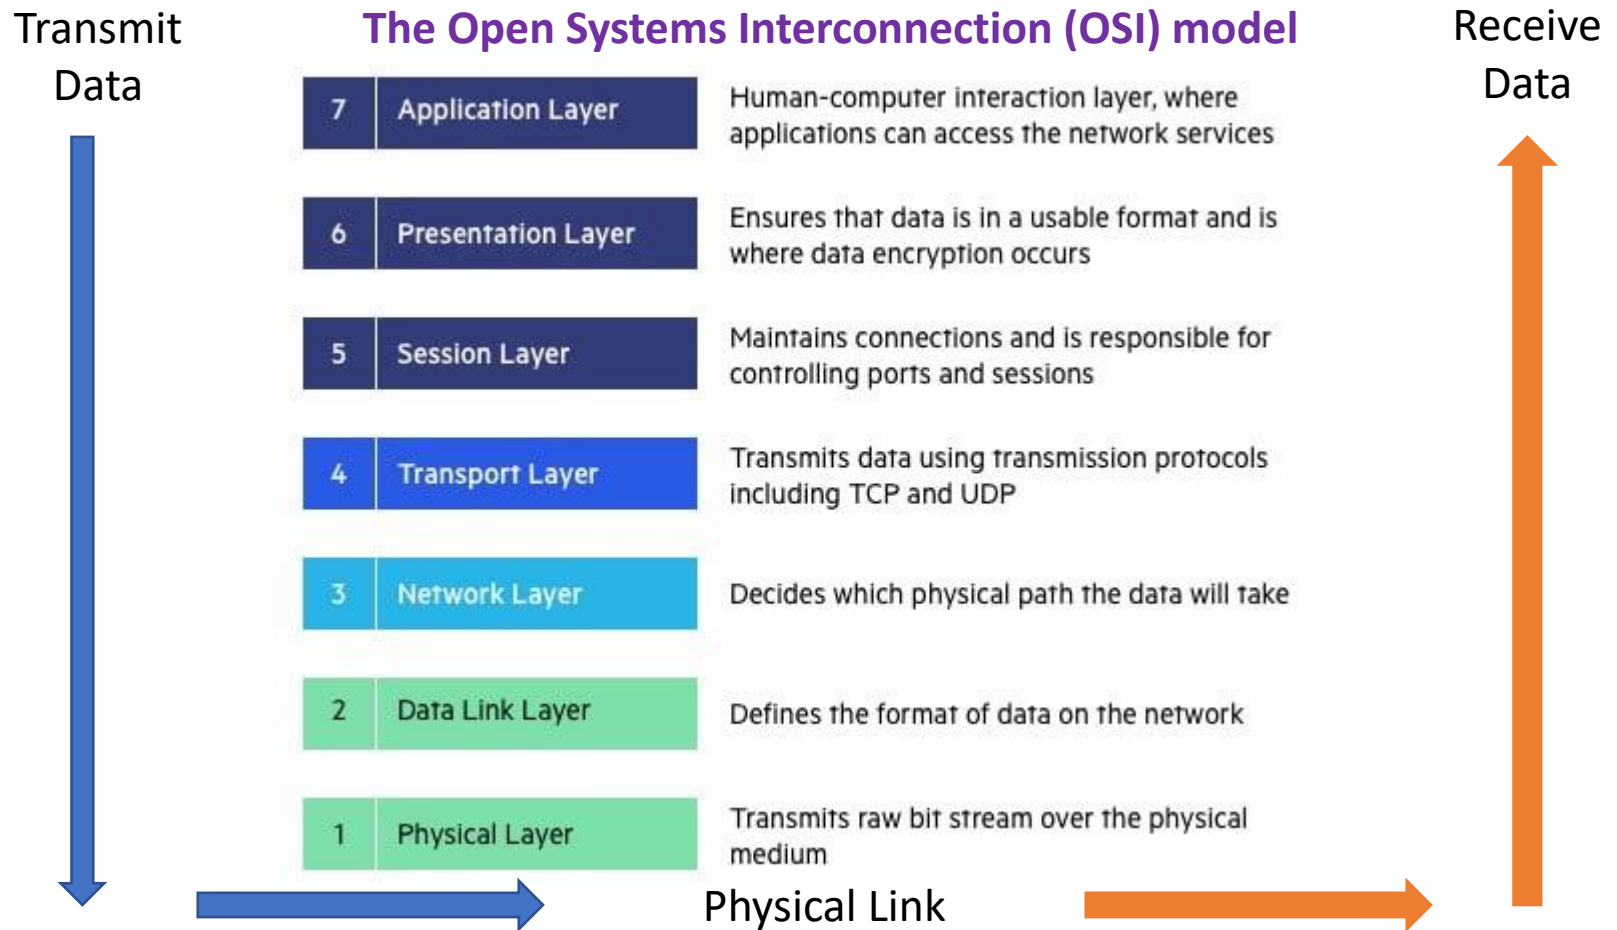 Transmit
Data
The Open Systems Interconnection (OSI) model
Receive
Data
7 Application Layer
Human-computer interaction layer, where
applications can access the network services
6 Presentation Layer
Ensures that data is in a usable format and is
where data encryption occurs
5 Session Layer
Maintains connections and is responsible for
controlling ports and sessions
4 Transport Layer
Transmits data using transmission protocols
including TCP and UDP
3 Network Layer
Decides which physical path the data will take
2 Data Link Layer
Defines the format of data on the network
1 Physical Layer
Transmits raw bit stream over the physical
medium
Physical Link